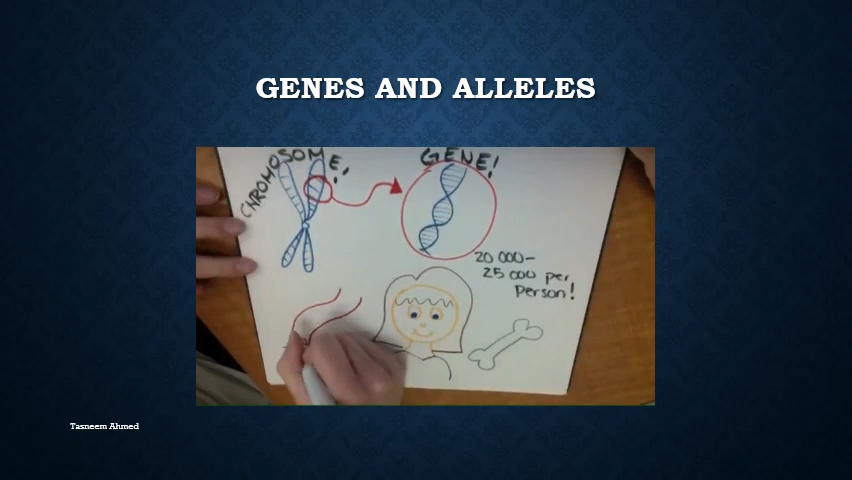 GENES AND ALLELES
CHROMOSOME!
GENE!
20 000-
25 000 per
person!
Tasneem Ahmed